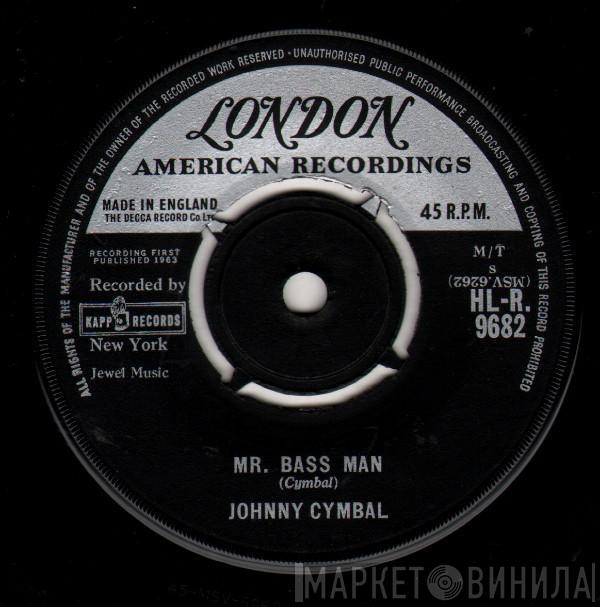 ALL RIGHTS OF THE MANUFACTURER AND OF THE OWNER OF THE RECORDED WORK RESERVED · UNAUTHORISED PUBLIC PERFORMANCE BROADCASTING AND COPYING OF THIS RECORD PROHIBITED
LONDON
AMERICAN RECORDINGS
MADE IN ENGLAND
THE DECCA RECORD Co Ltd
45 R.P.M.
RECORDING FIRST
PUBLISHED 1963
Recorded by
KAPP RECORDS
New York
Jewel Music
M/T
S
(MSV.6262)
HL-R.
9682
MR. BASS MAN
(Cymbal)
JOHNNY CYMBAL
МАРКЕТ ВИНИЛА